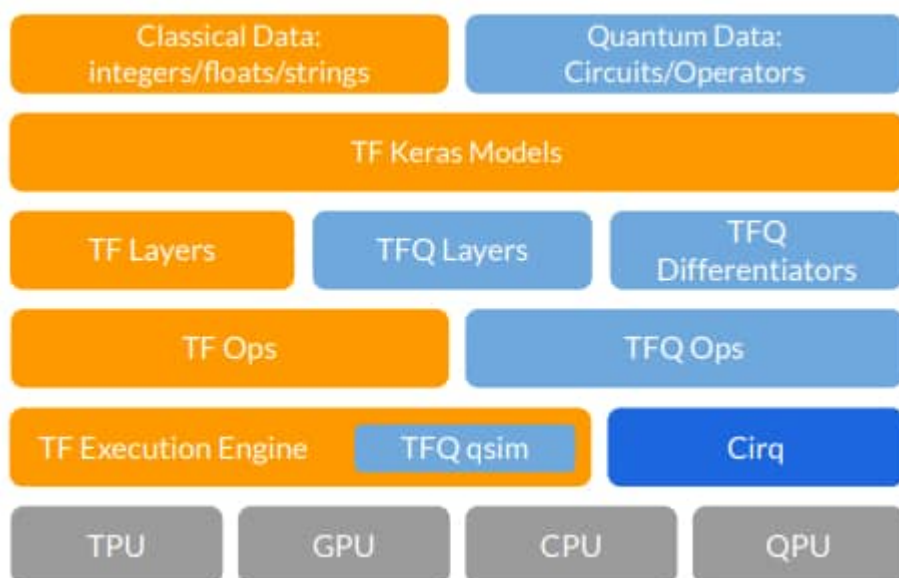 Classical Data:
integers/floats/strings
Quantum Data:
Circuits/Operators
TF Keras Models
TF Layers
TFQ Layers
TFQ
Differentiators
TF Ops
TFQ Ops
TF Execution Engine
TFQ qsim
Cirq
TPU
GPU
CPU
QPU